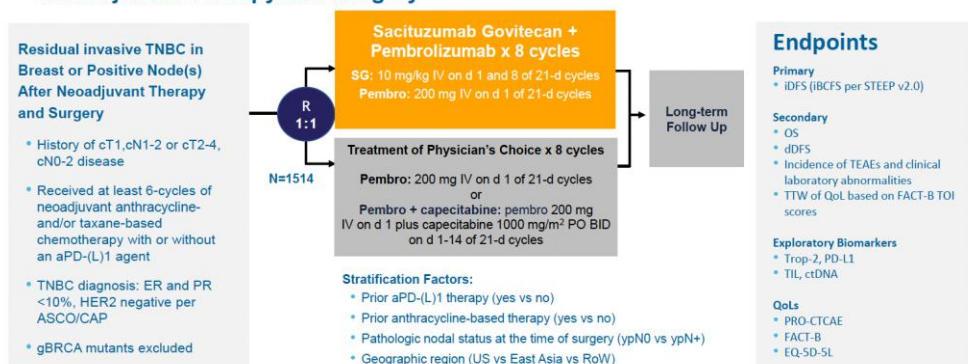 Residual invasive TNBC in
Breast or Positive Node(s)
After Neoadjuvant Therapy
and Surgery
• History of cT1,cN1-2 or cT2-4,
cN0-2 disease
• Received at least 6-cycles of
neoadjuvant anthracycline-
and/or taxane-based
chemotherapy with or without
an aPD-(L)1 agent
• TNBC diagnosis: ER and PR
<10%, HER2 negative per
ASCO/CAP
• gBRCA mutants excluded
R
1:1
N=1514
Sacituzumab Govitecan +
Pembrolizumab x 8 cycles
SG: 10 mg/kg IV on d 1 and 8 of 21-d cycles
Pembro: 200 mg IV on d 1 of 21-d cycles
Treatment of Physician's Choice x 8 cycles
Pembro: 200 mg IV on d 1 of 21-d cycles
or
Pembro + capecitabine: pembro 200 mg
IV on d 1 plus capecitabine 1000 mg/m² PO BID
on d 1-14 of 21-d cycles
Long-term
Follow Up
Stratification Factors:
• Prior aPD-(L)1 therapy (yes vs no)
• Prior anthracycline-based therapy (yes vs no)
• Pathologic nodal status at the time of surgery (ypN0 vs ypN+)
• Geographic region (US vs East Asia vs RoW)
Endpoints
Primary
• iDFS (iBCFS per STEEP v2.0)
Secondary
• OS
• dDFS
• Incidence of TEAEs and clinical
laboratory abnormalities
• TTW of QoL based on FACT-B TOI
scores
Exploratory Biomarkers
• Trop-2, PD-L1
• TIL, ctDNA
QoLs
• PRO-CTCAE
• FACT-B
• EQ-5D-5L